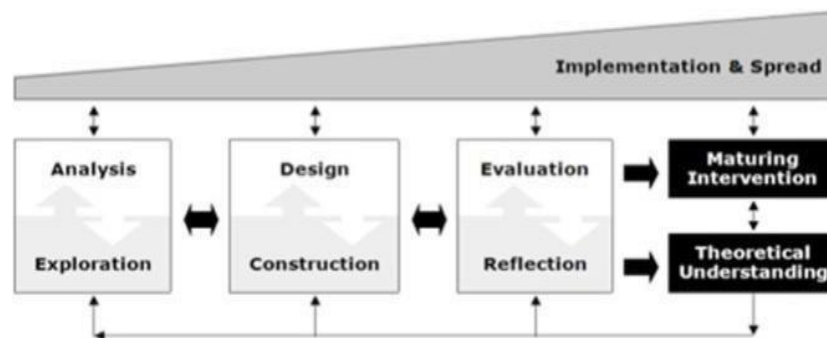 Implementation & Spread
Analysis
Exploration
Design
Construction
Evaluation
Reflection
Maturing
Intervention
Theoretical
Understanding